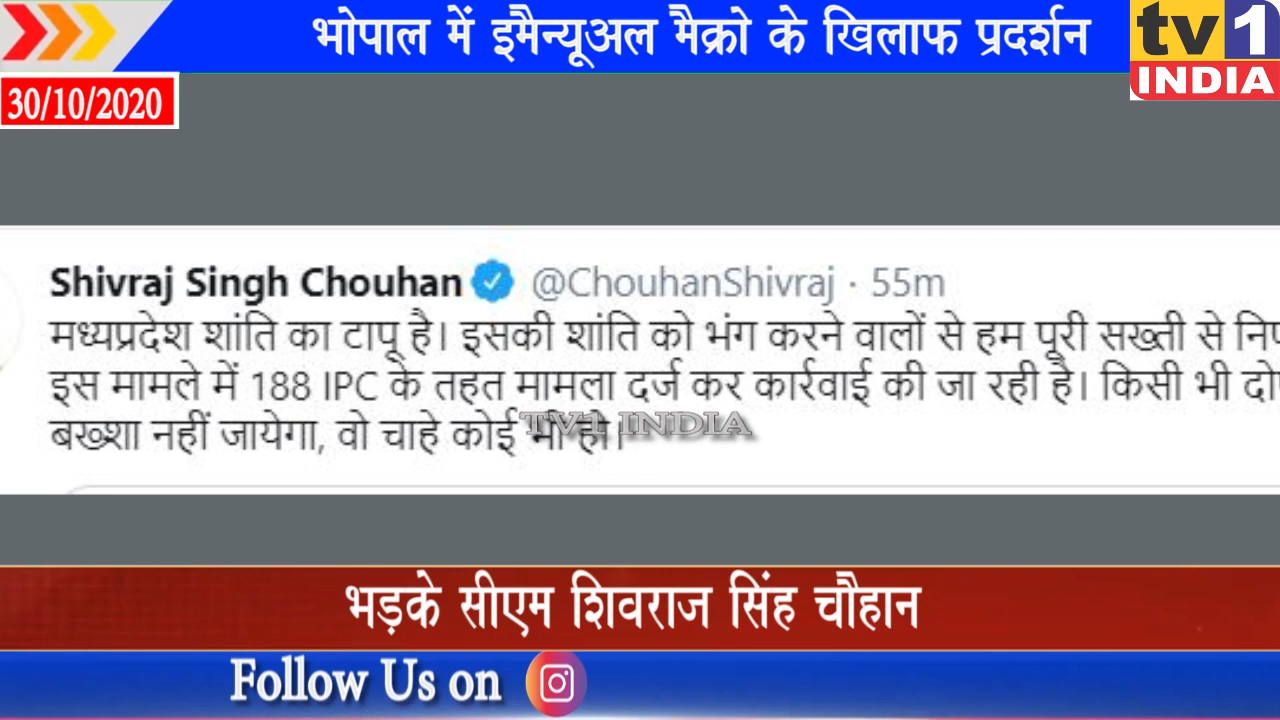 भोपाल में इमैन्यूअल मैक्रो के खिलाफ प्रदर्शन
tv1
INDIA
30/10/2020
Shivraj Singh Chouhan @ChouhanShivraj · 55m
मध्यप्रदेश शांति का टापू है। इसकी शांति को भंग करने वालों से हम पूरी सख्ती से
इस मामले में 188 IPC के तहत मामला दर्ज कर कार्रवाई की जा रही है। किसी भी
बख्शा नहीं जायेगा, वो चाहे कोई भी हो।
TV1 INDIA
भड़के सीएम शिवराज सिंह चौहान
Follow Us on